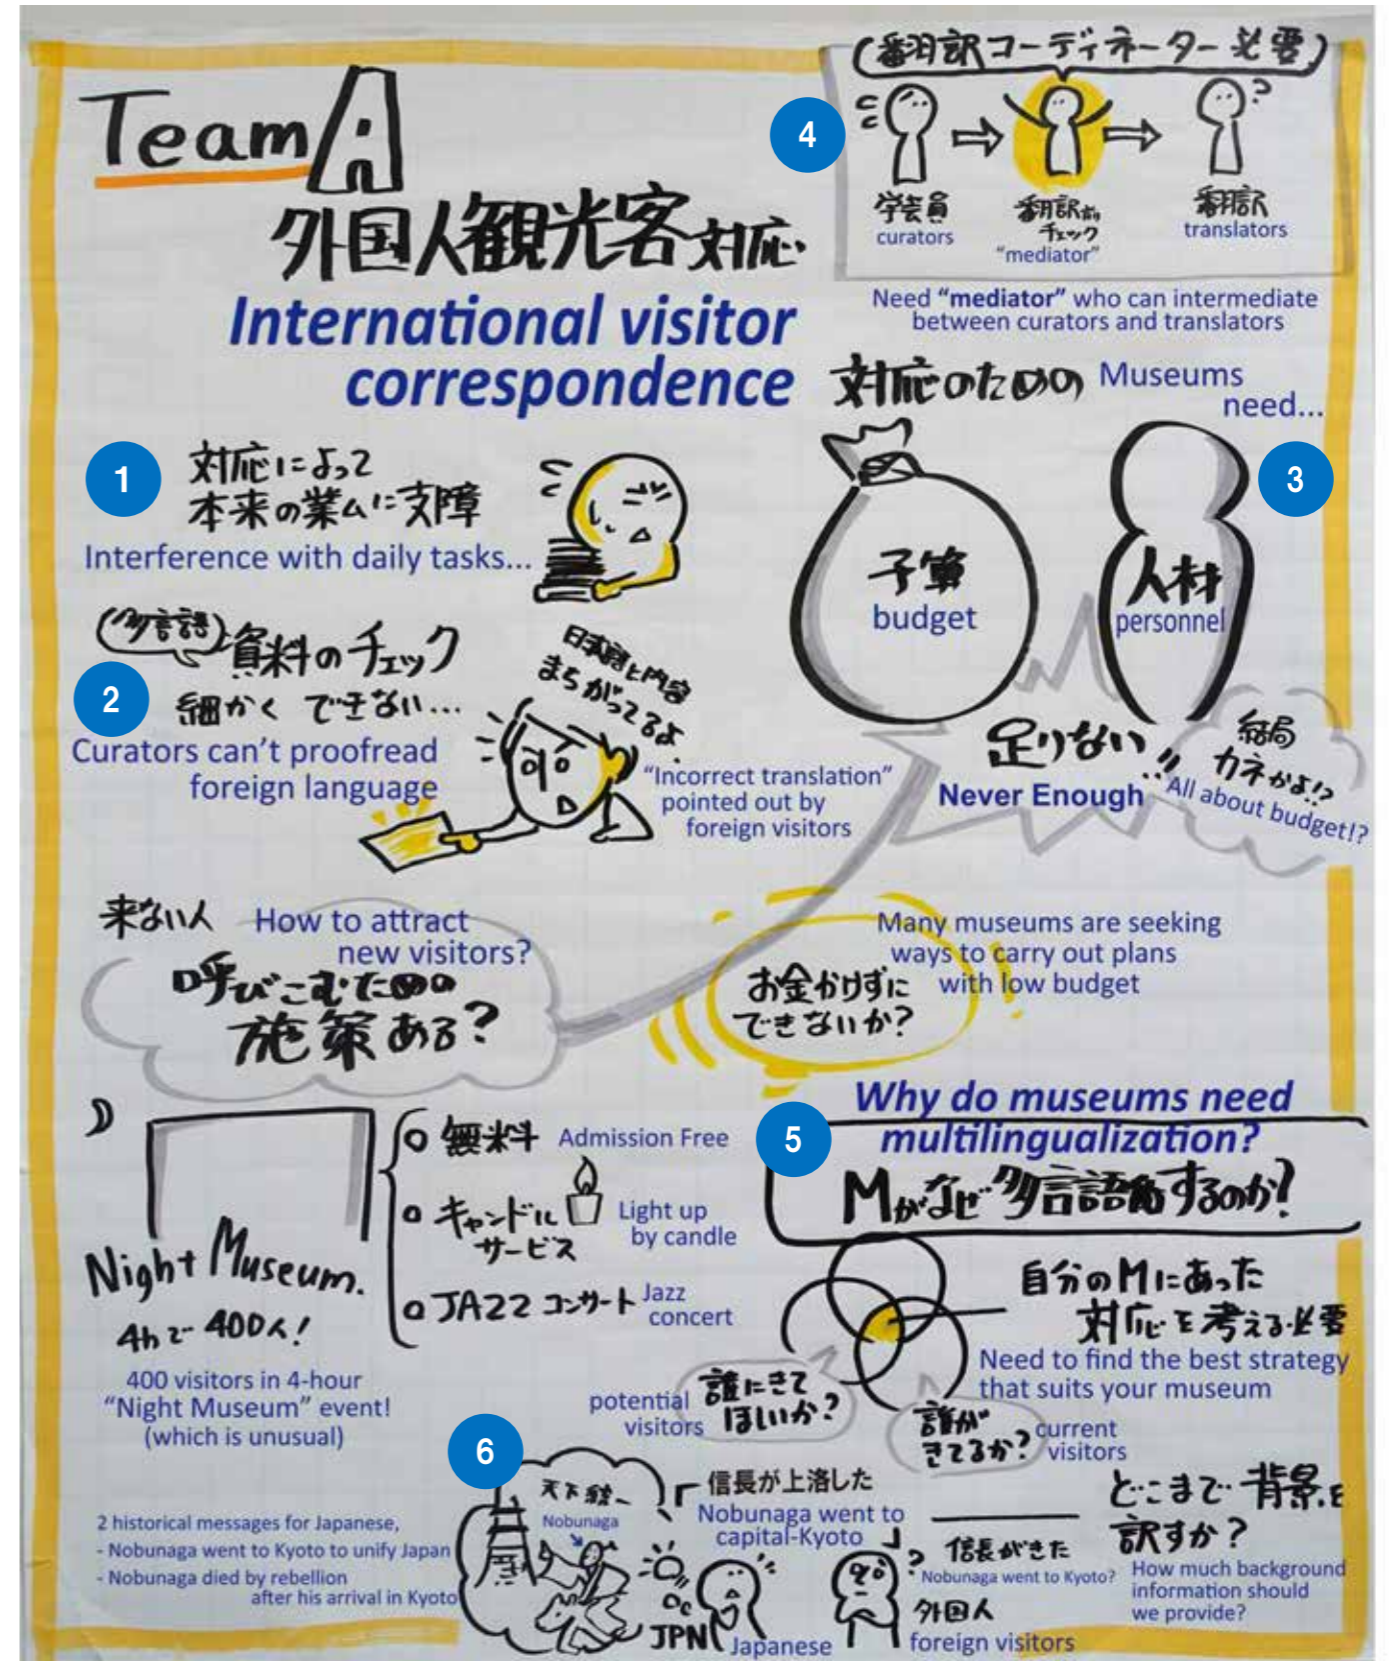 Team A
外国人観光客対応
International visitor
correspondence
1
対応によって
本来の業ムに支障
Interference with daily tasks...
多言語
資料のチェック
2
細かくできない...
Curators can't proofread
foreign language
日本語と内容
まちがってるよ
"Incorrect translation"
pointed out by
foreign visitors
翻訳コーディネーター必要
4
学会員
curators
翻訳前
チェック
"mediator"
翻訳
translators
Need "mediator" who can intermediate
between curators and translators
対応のための
Museums
need...
3
予算
budget
人材
personnel
足りない!!
Never Enough
結局
カネかよ!?
All about budget!?
来ない人
How to attract
new visitors?
呼びこむための
施策ある?
Many museums are seeking
ways to carry out plans
with low budget
お金かけずに
できないか?
Night Museum.
4hで400人!
400 visitors in 4-hour
"Night Museum" event!
(which is unusual)
無料 Admission Free
キャンドル
サービス
Light up
by candle
JAZZ コンサート
Jazz
concert
5
Why do museums need
multilingualization?
Mがなぜ多言語化するのか?
自分のMにあった
対応を考える必要
Need to find the best strategy
that suits your museum
potential
visitors
誰にきて
ほしいか?
誰が
きてるか?
current
visitors
6
2 historical messages for Japanese,
- Nobunaga went to Kyoto to unify Japan
- Nobunaga died by rebellion
after his arrival in Kyoto
天下統一
Nobunaga
「信長が上洛した」
Nobunaga went to
capital-Kyoto
JPN
Japanese
?
信長がきた
Nobunaga went to Kyoto?
外国人
foreign visitors
どこまで背景を
訳すか?
How much background
information should
we provide?